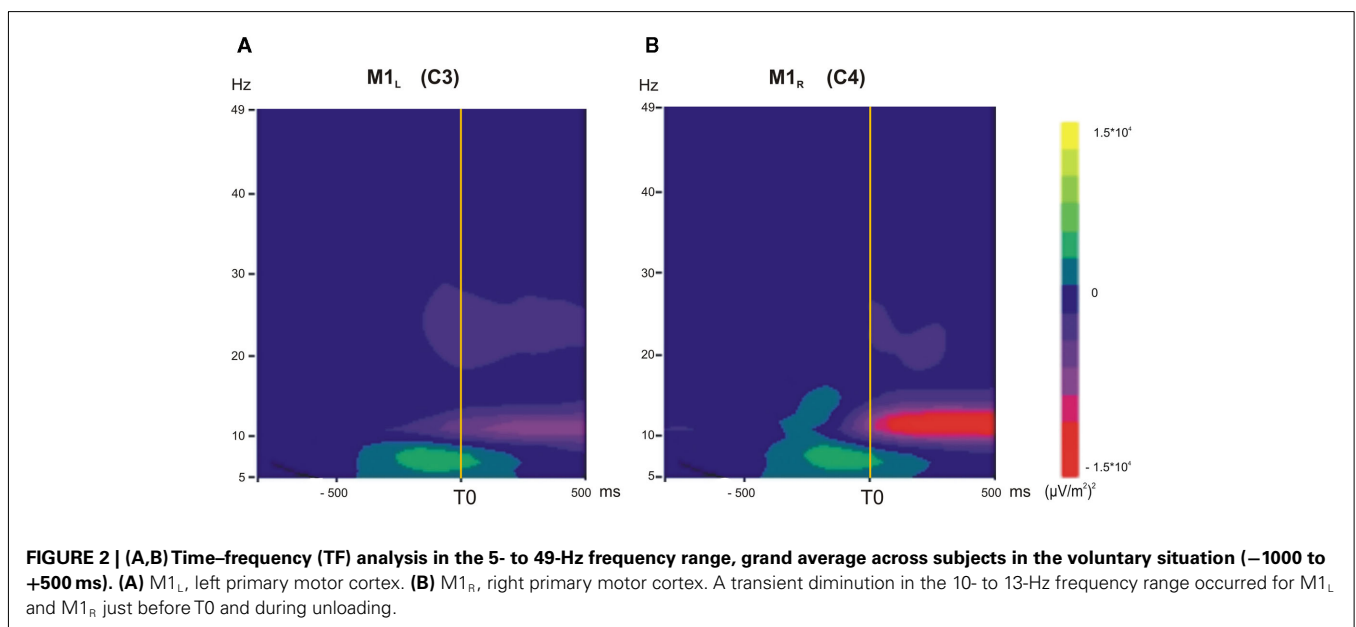 A
B
M1L (C3)
M1R (C4)
Hz
Hz
49
49
1.5*10⁴
40
40
30
30
0
20
20
10
10
5
5
- 1.5*10⁴
- 500 T0 500 ms
- 500 T0 500 ms (µV/m²)²
FIGURE 2 | (A,B) Time–frequency (TF) analysis in the 5- to 49-Hz frequency range, grand average across subjects in the voluntary situation (−1000 to
+500 ms). (A) M1L, left primary motor cortex. (B) M1R, right primary motor cortex. A transient diminution in the 10- to 13-Hz frequency range occurred for M1L
and M1R just before T0 and during unloading.